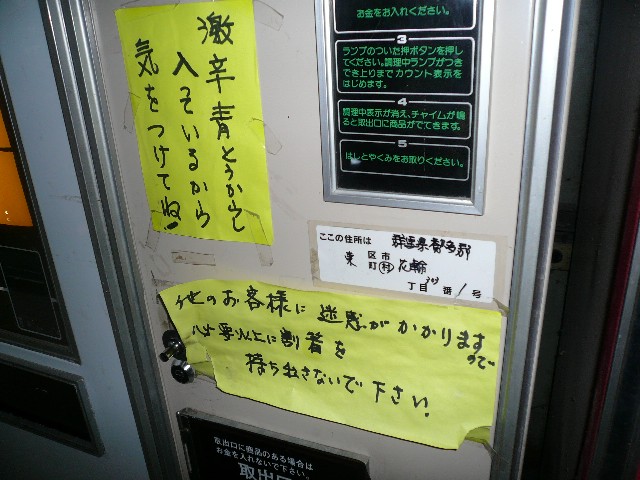 お金をお入れください。
3
ランプのついた押ボタンを押し
てください。調理中ランプがつき
でき上りまでカウント表示を
はじめます。
4
調理中表示が消え、チャイムが鳴
ると取出口に商品がでてきます。
5
はしとやくみをお取りください。
激辛青とうがらし
入っているから
気をつけてね!
ここの住所は 群馬県勢多郡
東 区市町村 花輪
丁目 番 号
他のお客様に迷惑がかかります
ので
必要以上に割箸を
持ち出さないで下さい。
取出口に商品のある場合は
お金を入れないで下さい。
取出口